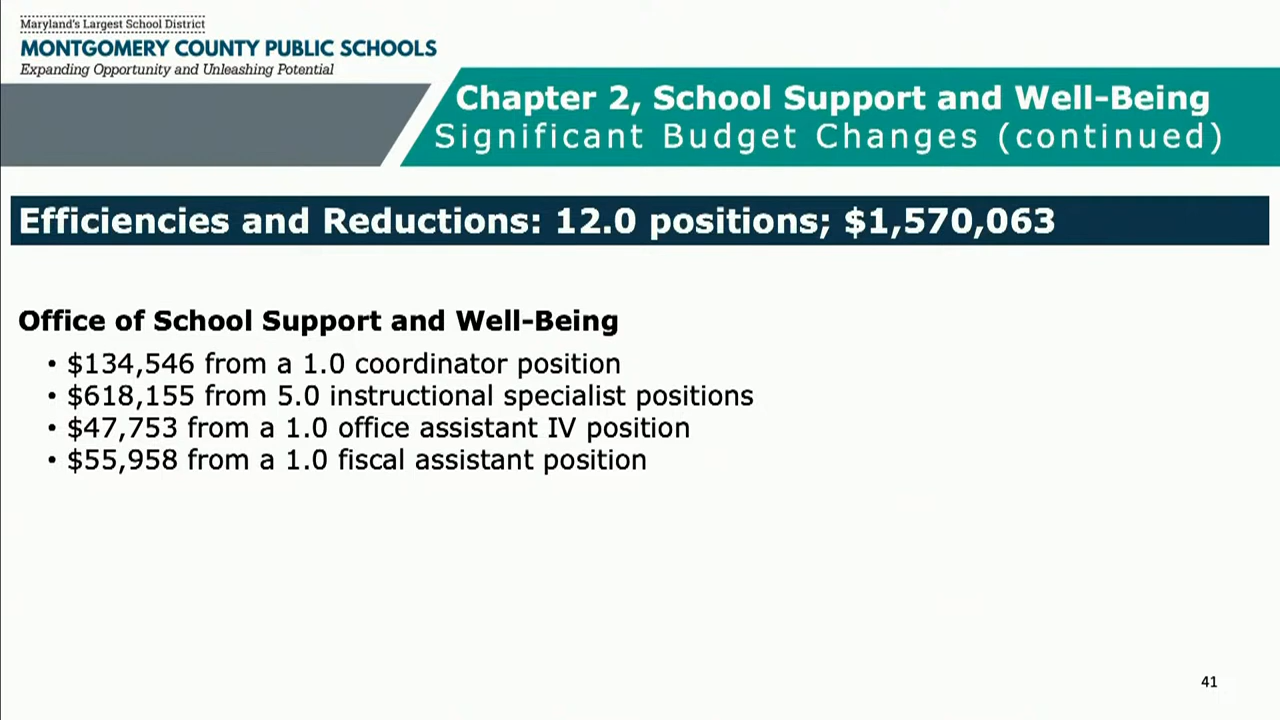 Maryland's Largest School District
MONTGOMERY COUNTY PUBLIC SCHOOLS
Expanding Opportunity and Unleashing Potential
Chapter 2, School Support and Well-Being
Significant Budget Changes (continued)
Efficiencies and Reductions: 12.0 positions; $1,570,063
Office of School Support and Well-Being
• $134,546 from a 1.0 coordinator position
• $618,155 from 5.0 instructional specialist positions
• $47,753 from a 1.0 office assistant IV position
• $55,958 from a 1.0 fiscal assistant position
41